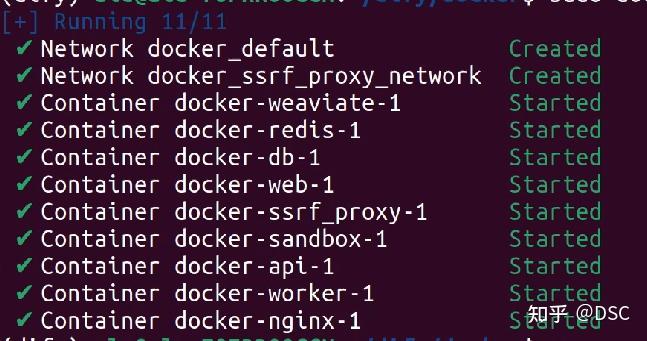 [+] Running 11/11
✔ Network docker_default Created
✔ Network docker_ssrf_proxy_network Created
✔ Container docker-weaviate-1 Started
✔ Container docker-redis-1 Started
✔ Container docker-db-1 Started
✔ Container docker-web-1 Started
✔ Container docker-ssrf_proxy-1 Started
✔ Container docker-sandbox-1 Started
✔ Container docker-api-1 Started
✔ Container docker-worker-1 Started
✔ Container docker-nginx-1 Started
知乎 @DSC